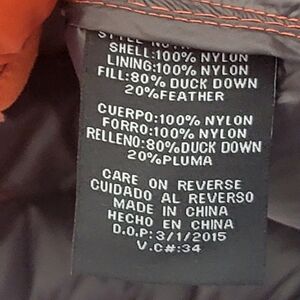 SHELL:100% NYLON
LINING:100% NYLON
FILL:80% DUCK DOWN
20%FEATHER
CUERPO:100% NYLON
FORRO:100% NYLON
RELLENO:80%DUCK DOWN
20%PLUMA
CARE ON REVERSE
CUIDADO AL REVERSO
MADE IN CHINA
HECHO EN CHINA
D.O.P:3/1/2015
V.C#:34